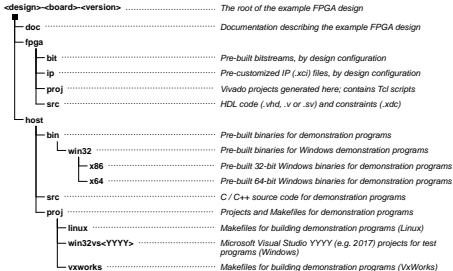 <design>-<board>-<version> The root of the example FPGA design
doc Documentation describing the example FPGA design
fpga
bit Pre-built bitstreams, by design configuration
ip Pre-customized IP (.xci) files, by design configuration
proj Vivado projects generated here; contains Tcl scripts
src HDL code (.vhd, .v or .sv) and constraints (.xdc)
host
bin Pre-built binaries for demonstration programs
win32 Pre-built binaries for Windows demonstration programs
x86 Pre-built 32-bit Windows binaries for demonstration programs
x64 Pre-built 64-bit Windows binaries for demonstration programs
src C / C++ source code for demonstration programs
proj Projects and Makefiles for demonstration programs
linux Makefiles for building demonstration programs (Linux)
win32vs<YYYY> Microsoft Visual Studio YYYY (e.g. 2017) projects for test
programs (Windows)
vxworks Makefiles for building demonstration programs (VxWorks)